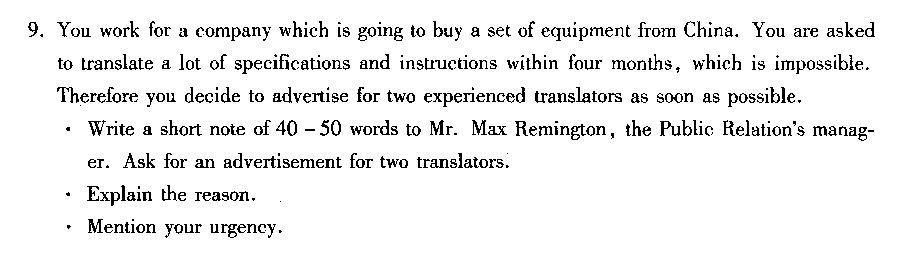 9. You work for a company which is going to buy a set of equipment from China. You are asked
to translate a lot of specifications and instructions within four months, which is impossible.
Therefore you decide to advertise for two experienced translators as soon as possible.
· Write a short note of 40 – 50 words to Mr. Max Remington, the Public Relation's manag-
er. Ask for an advertisement for two translators.
· Explain the reason.
· Mention your urgency.